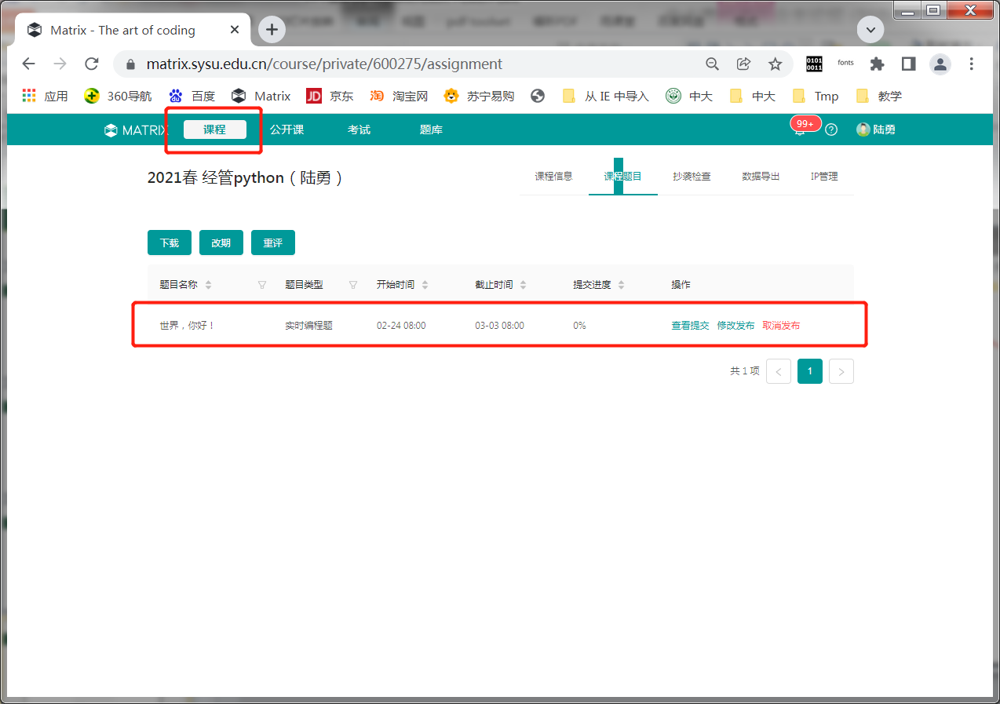 Matrix - The art of coding
matrix.sysu.edu.cn/course/private/600275/assignment
0101
0011
fonts
应用 360导航 百度 Matrix JD 京东 淘 淘宝网 苏宁易购 从 IE 中导入 中大 中大 Tmp 教学
MATRIX 课程 公开课 考试 题库 99+ 陆勇
2021春 经管python（陆勇） 课程信息 课程题目 抄袭检查 数据导出 IP管理
下载 改期 重评
题目名称 题目类型 开始时间 截止时间 提交进度 操作
世界，你好！ 实时编程题 02-24 08:00 03-03 08:00 0% 查看提交 修改发布 取消发布
共 1 项 < 1 >